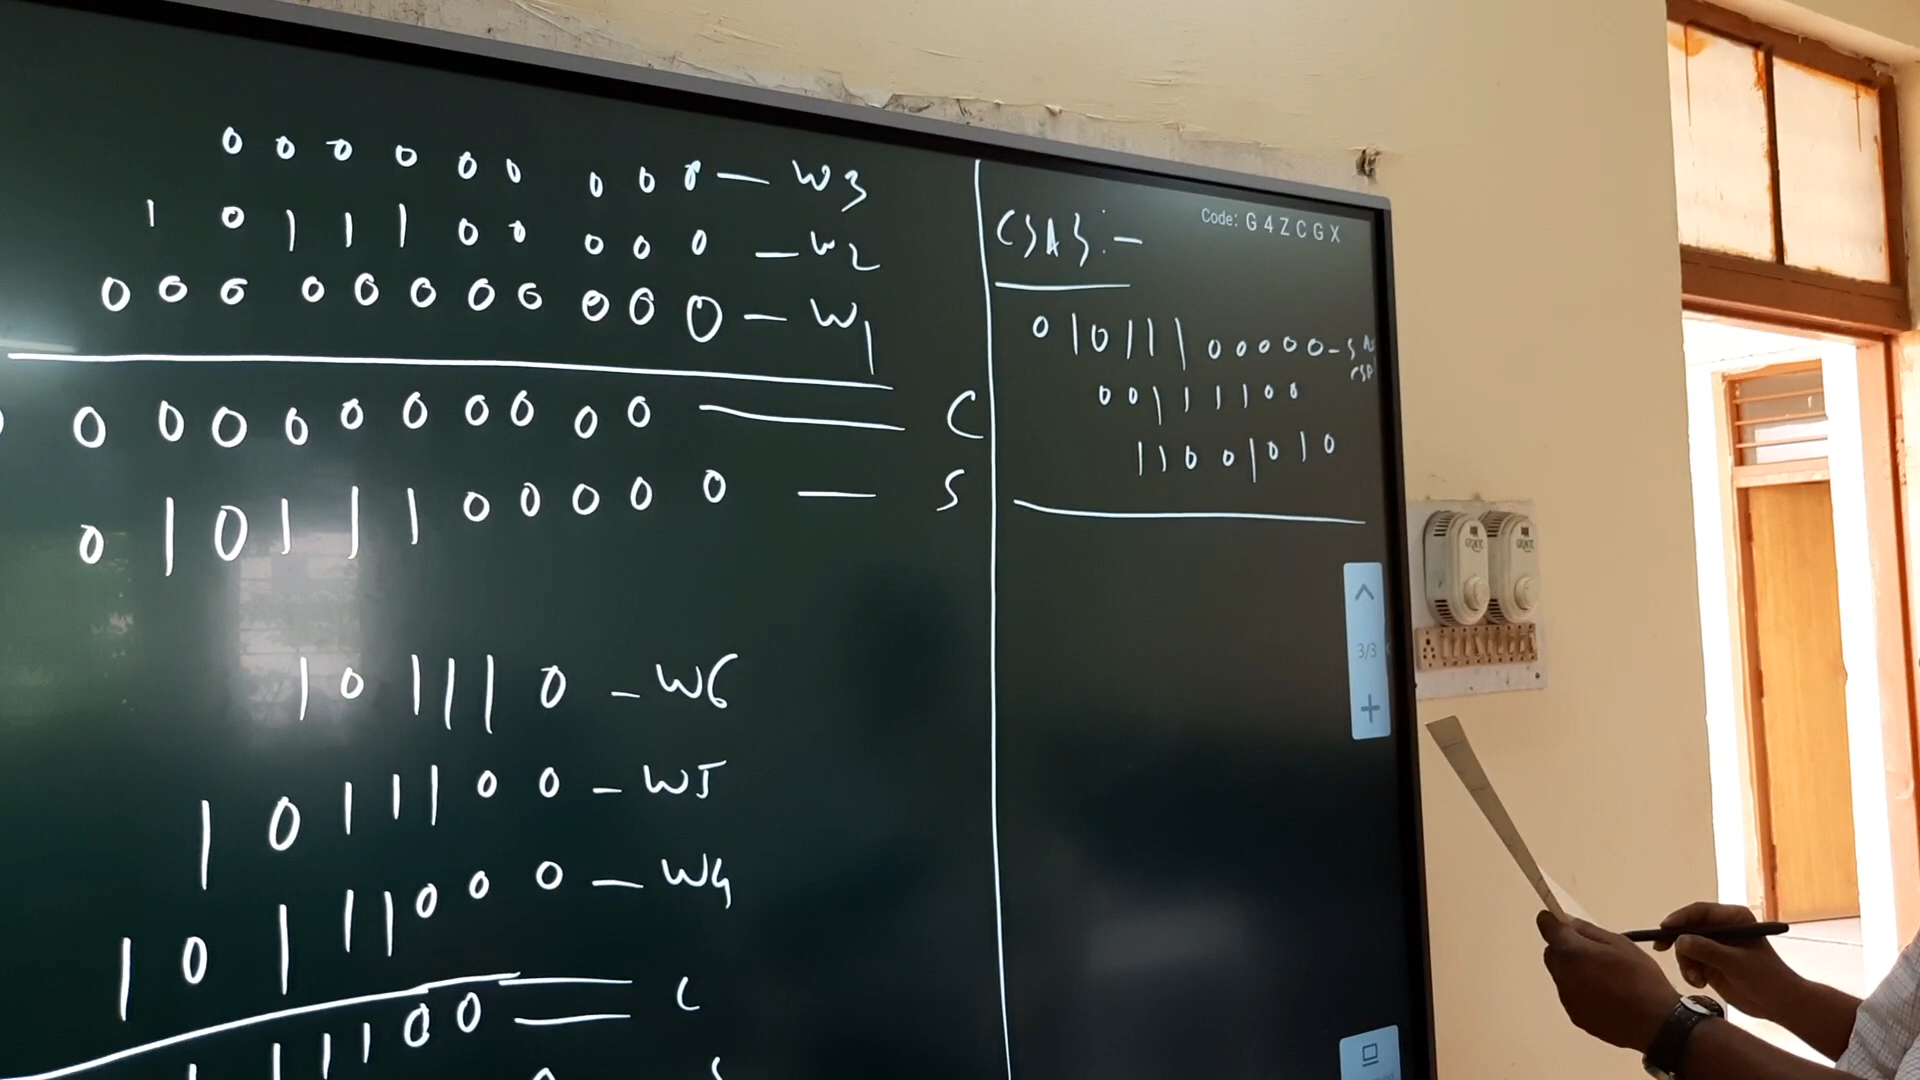 0 0 0 0 0 0 0 0 0 — W3
1 0 1 1 1 0 0 0 0 0 — W2
0 0 0 0 0 0 0 0 0 0 0 — W1
0 0 0 0 0 0 0 0 0 0 — C
0 1 0 1 1 1 0 0 0 0 0 — S
1 0 1 1 1 0 — W6
1 0 1 1 1 0 0 — W5
1 0 1 1 1 0 0 0 — W4
1 1 1 1 0 0 = C
S
Code: G4ZCGX
CSA3:-
0 1 0 1 1 1 0 0 0 0 0 -
0 0 1 1 1 1 0 0
1 1 0 0 1 0 1 0
3/3